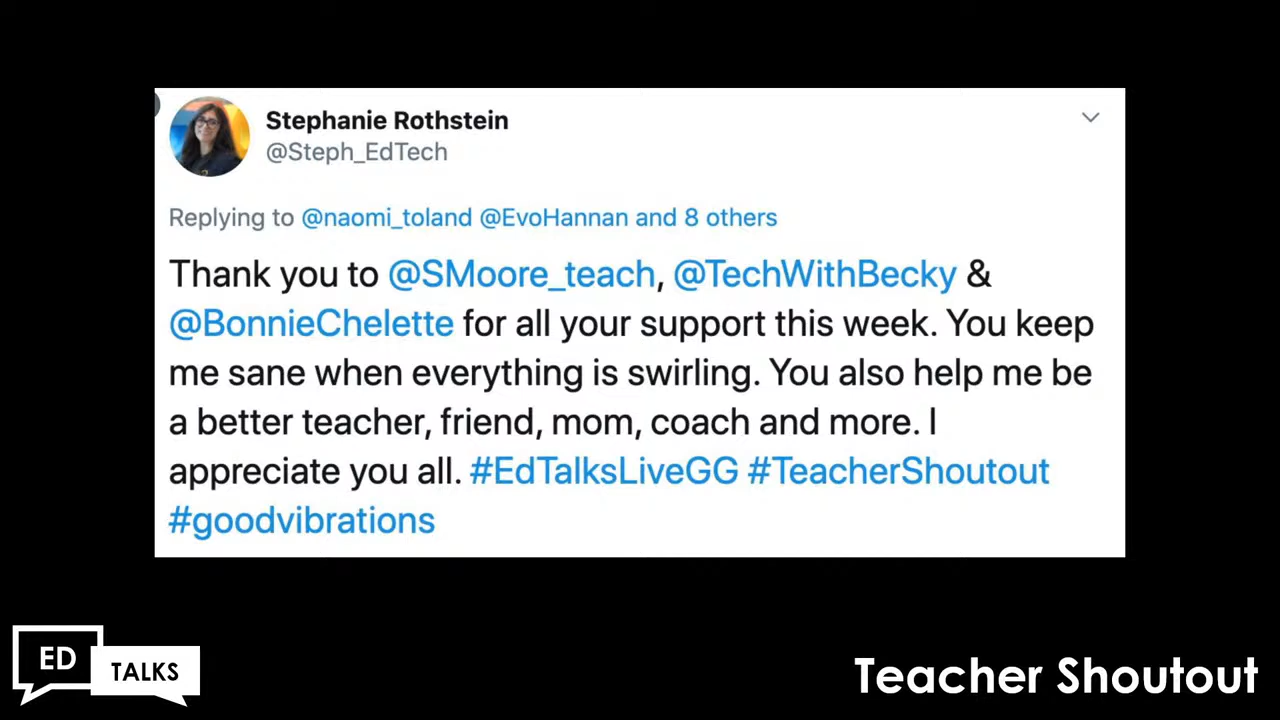 Stephanie Rothstein
@Steph_EdTech
Replying to @naomi_toland @EvoHannan and 8 others
Thank you to @SMoore_teach, @TechWithBecky &
@BonnieChelette for all your support this week. You keep
me sane when everything is swirling. You also help me be
a better teacher, friend, mom, coach and more. I
appreciate you all. #EdTalksLiveGG #TeacherShoutout
#goodvibrations
ED
TALKS
Teacher Shoutout